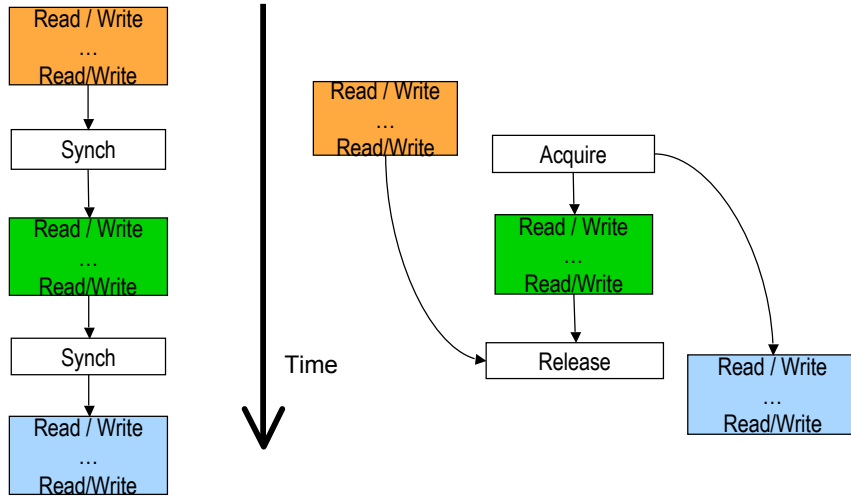 Read / Write
…
Read/Write
Synch
Read / Write
…
Read/Write
Synch
Read / Write
…
Read/Write
Time
Read / Write
…
Read/Write
Acquire
Read / Write
…
Read/Write
Release
Read / Write
…
Read/Write